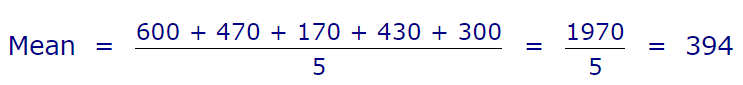 Mean = 600 + 470 + 170 + 430 + 300 / 5 = 1970 / 5 = 394